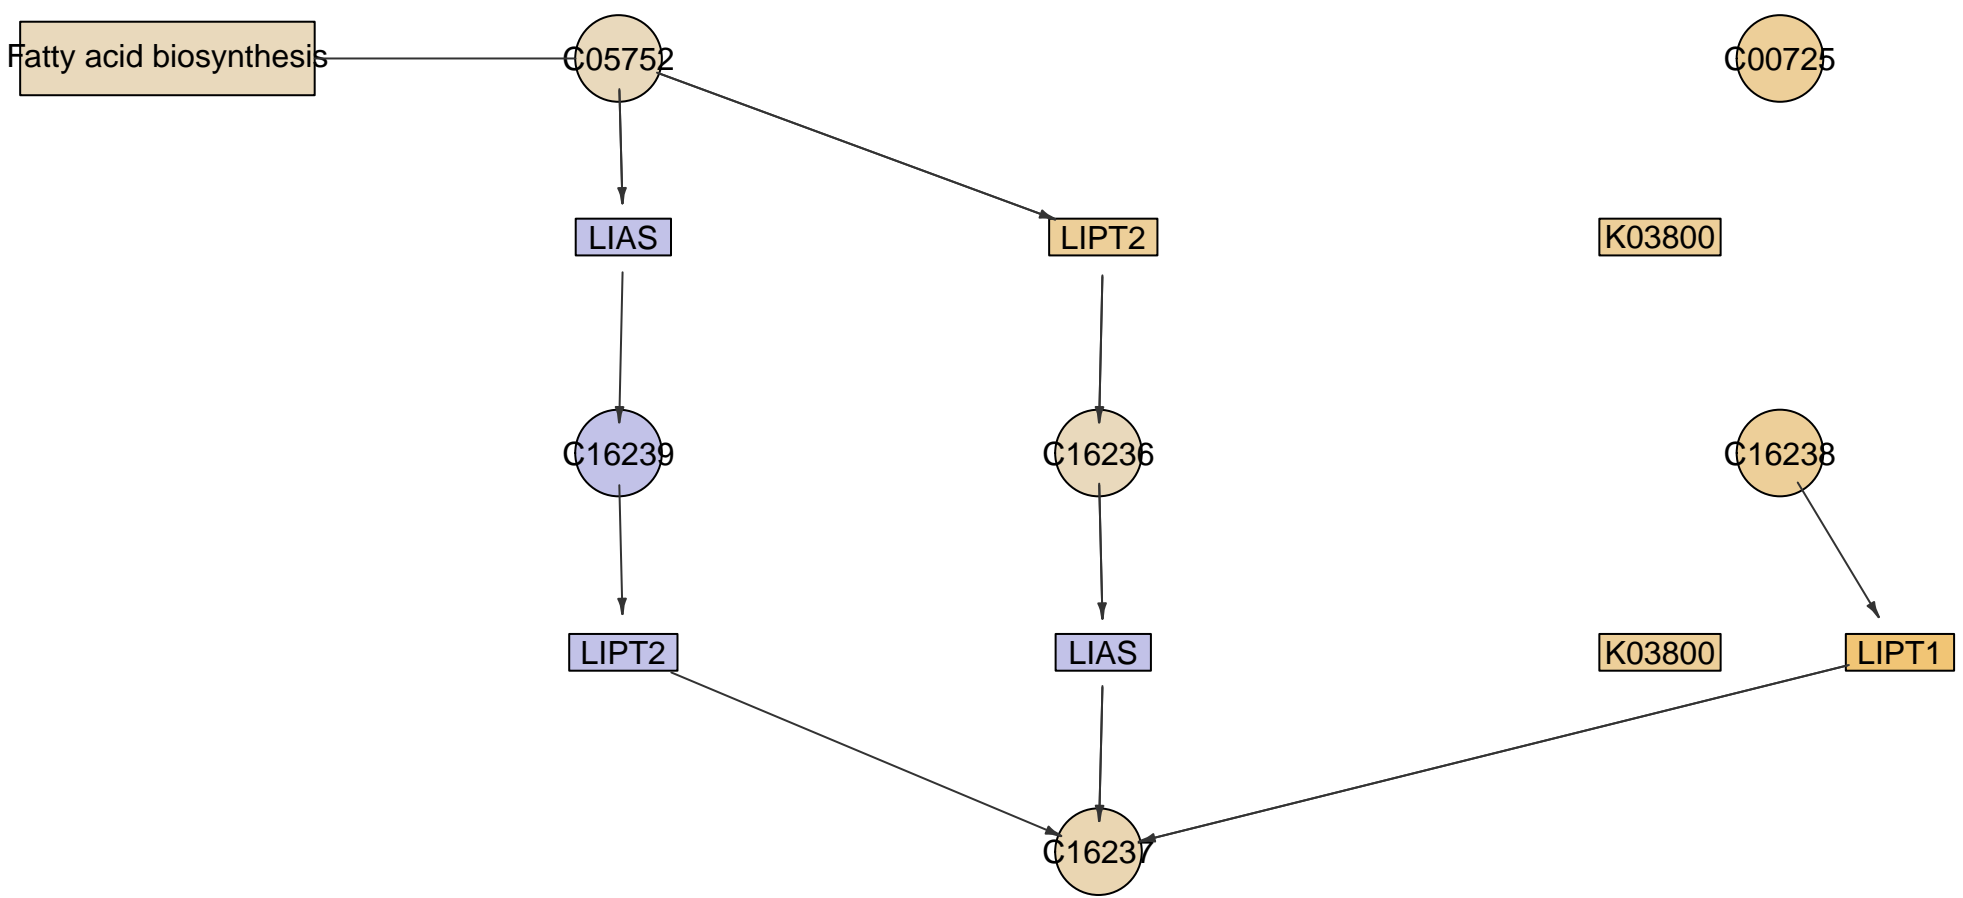 Fatty acid biosynthesis
C05752
C00725
LIAS
LIPT2
K03800
C16239
C16236
C16238
LIPT2
LIAS
K03800
LIPT1
C16237